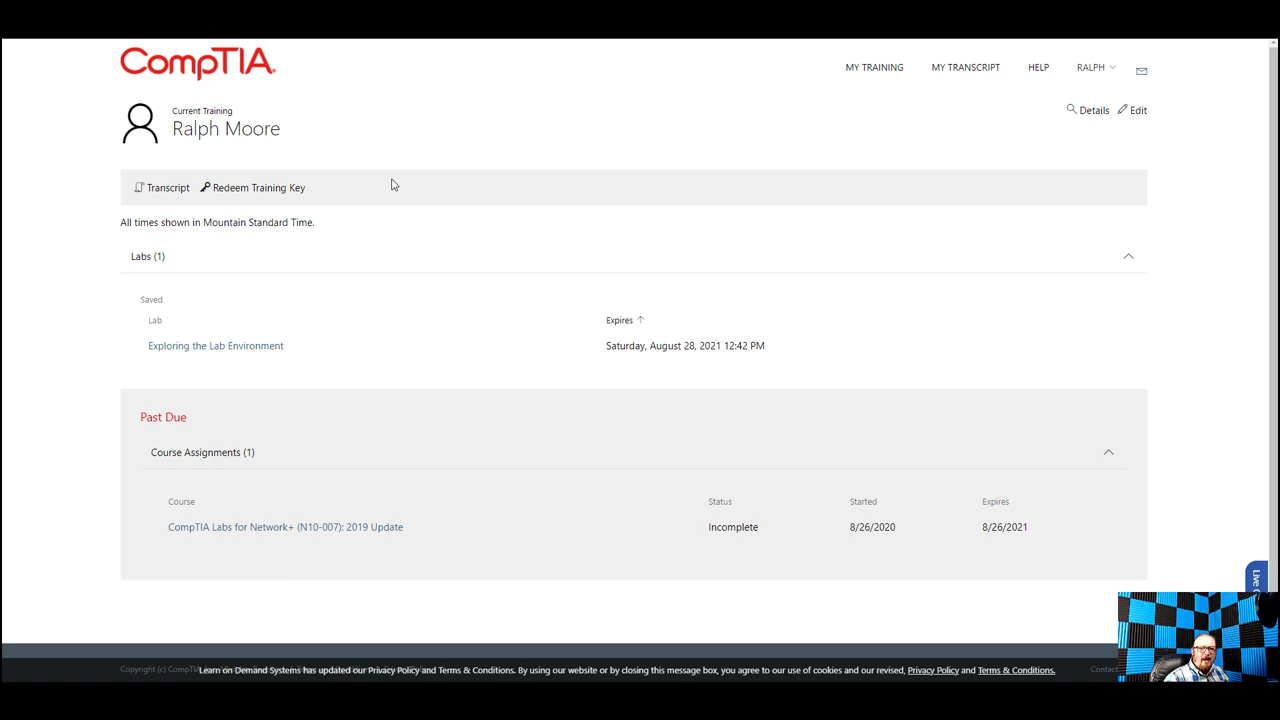 CompTIA.
MY TRAINING MY TRANSCRIPT HELP RALPH
Current Training
Ralph Moore
Details Edit
Transcript Redeem Training Key
All times shown in Mountain Standard Time.
Labs (1)
Saved
Lab Expires
Exploring the Lab Environment Saturday, August 28, 2021 12:42 PM
Past Due
Course Assignments (1)
Course Status Started Expires
CompTIA Labs for Network+ (N10-007): 2019 Update Incomplete 8/26/2020 8/26/2021
Live
Copyright (c) CompTIA
Learn on Demand Systems has updated our Privacy Policy and Terms & Conditions. By using our website or by closing this message box, you agree to our use of cookies and our revised, Privacy Policy and Terms & Conditions.
Contact